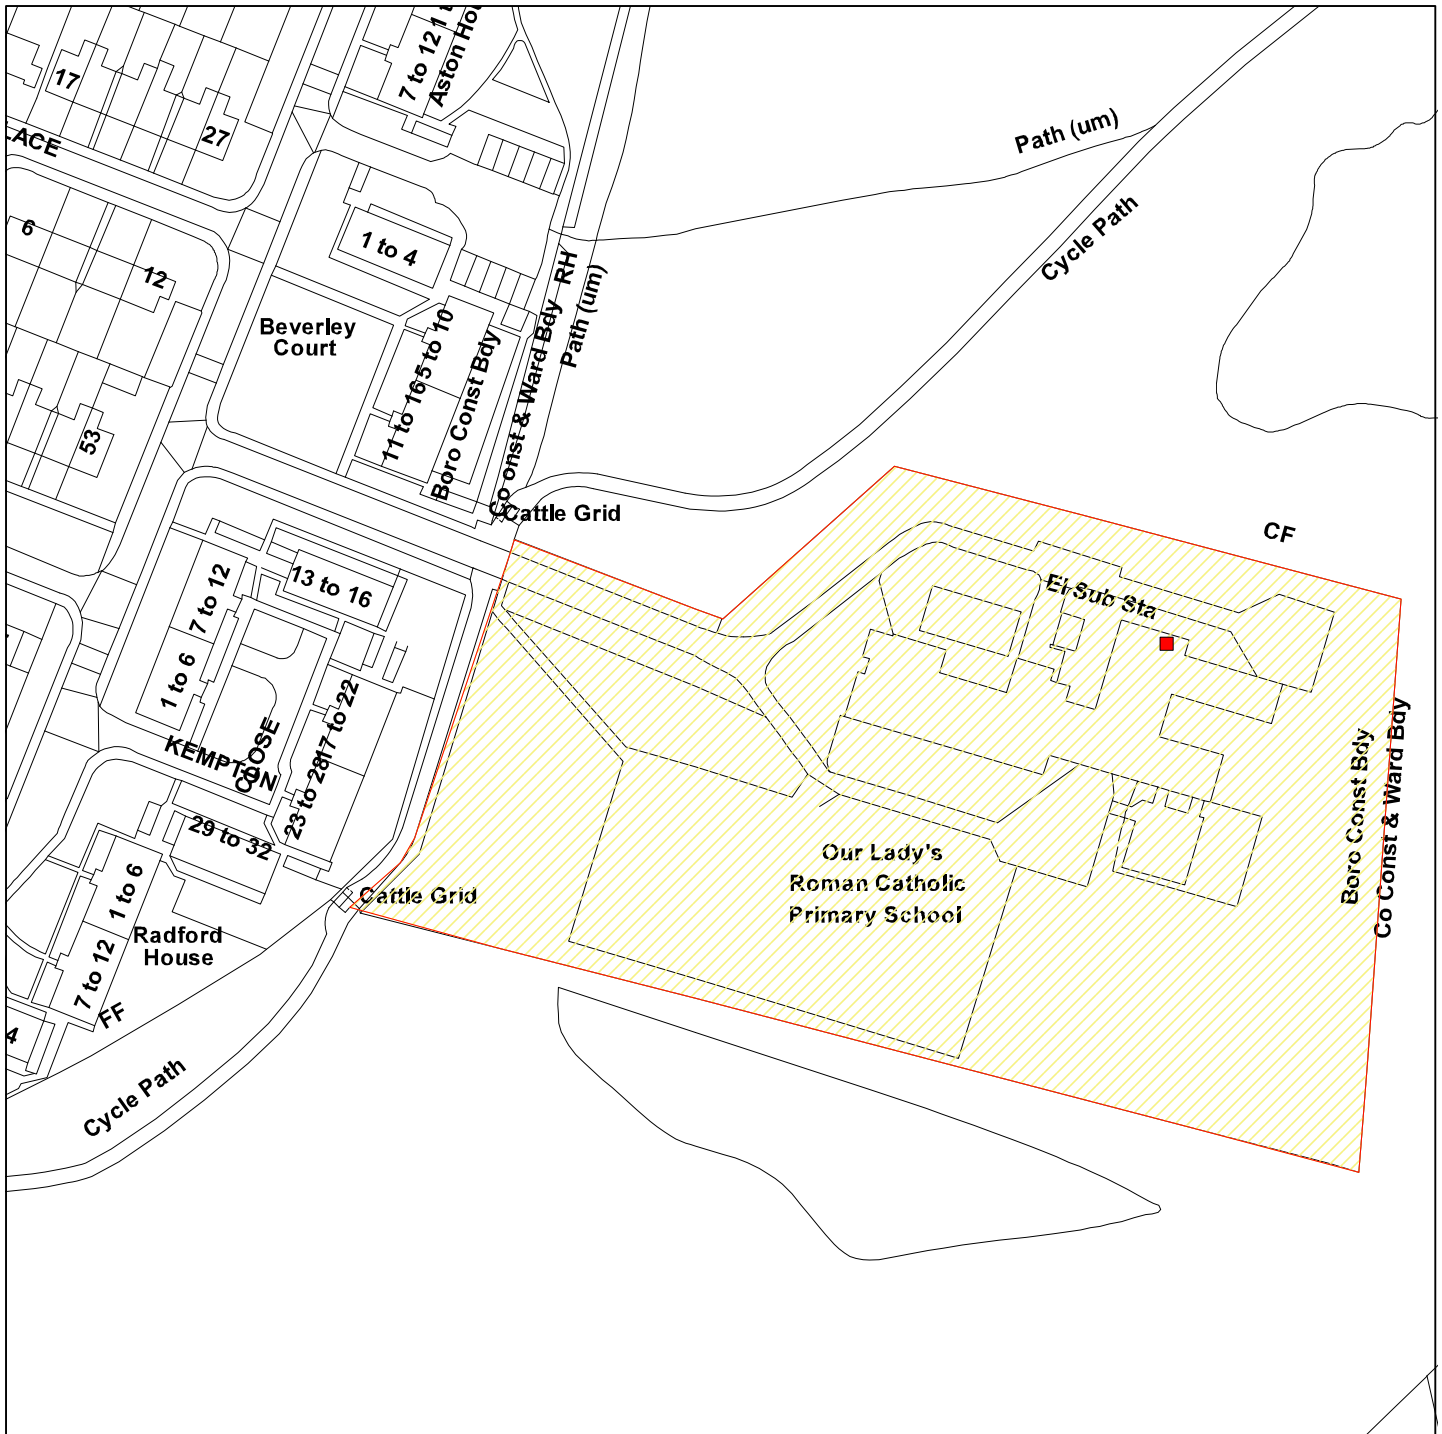 7 to 12
Aston Hou
17
27
LACE
Path (um)
Cycle Path
6
12
1 to 4
Beverley
Court
5 to 10
11 to 16
Boro Const Bdy
Co Const & Ward Bdy
RH
Path (um)
53
Cattle Grid
CF
7 to 12
13 to 16
1 to 6
El Sub Sta
KEMPTON
CLOSE
17 to 22
23 to 28
29 to 32
Boro Const Bdy
Co Const & Ward Bdy
Our Lady's
Roman Catholic
Primary School
Cattle Grid
1 to 6
7 to 12
Radford
House
FF
4
Cycle Path